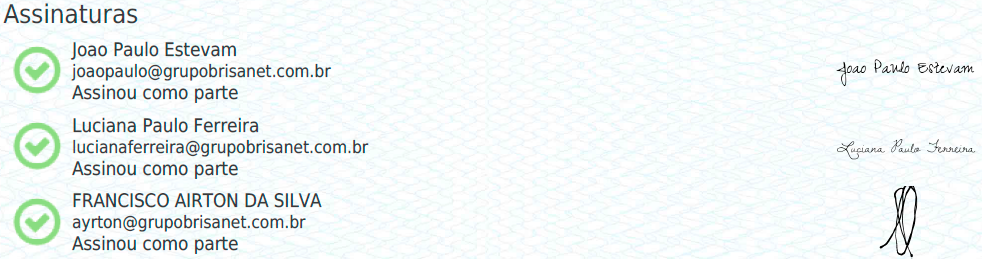 Assinaturas
Joao Paulo Estevam
joaopaulo@grupobrisanet.com.br
Assinou como parte
Joao Paulo Estevam
Luciana Paulo Ferreira
lucianaferreira@grupobrisanet.com.br
Assinou como parte
Luciana Paulo Ferreira
FRANCISCO AIRTON DA SILVA
ayrton@grupobrisanet.com.br
Assinou como parte